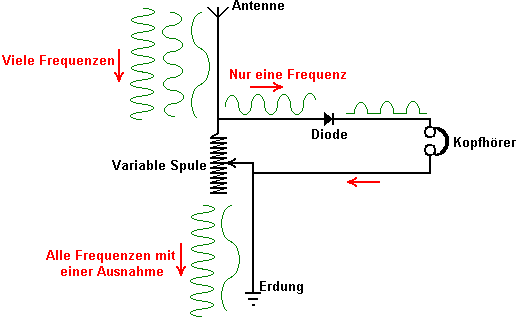 Antenne
Viele Frequenzen
Nur eine Frequenz
Diode
Kopfhörer
Variable Spule
Alle Frequenzen mit
einer Ausnahme
Erdung